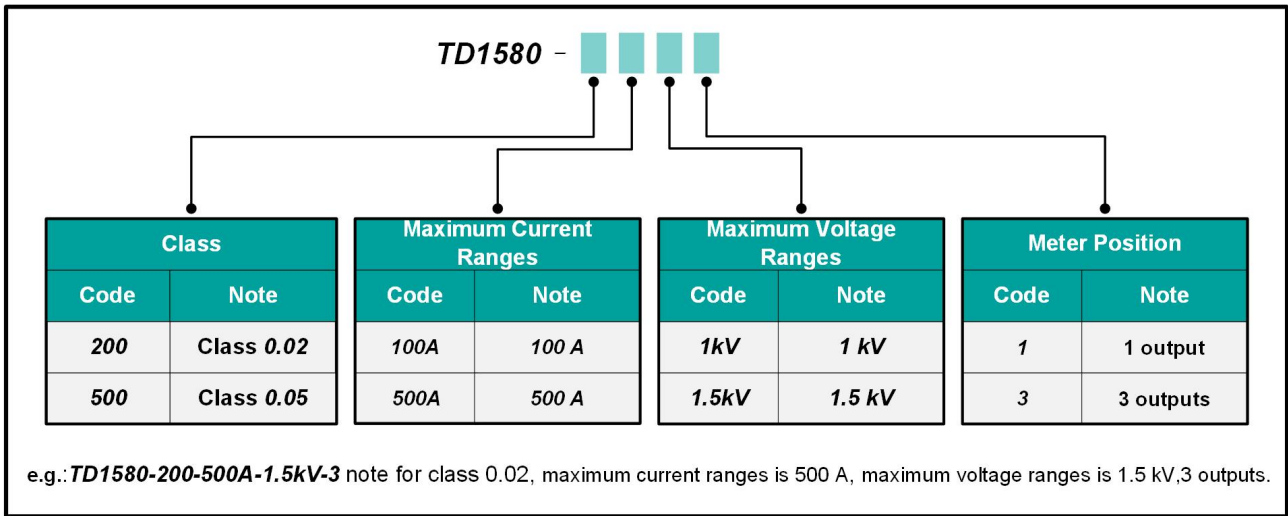 TD1580 -
Class
Code Note
200 Class 0.02
500 Class 0.05
Maximum Current
Ranges
Code Note
100A 100 A
500A 500 A
Maximum Voltage
Ranges
Code Note
1kV 1 kV
1.5kV 1.5 kV
Meter Position
Code Note
1 1 output
3 3 outputs
e.g.:TD1580-200-500A-1.5kV-3 note for class 0.02, maximum current ranges is 500 A, maximum voltage ranges is 1.5 kV,3 outputs.